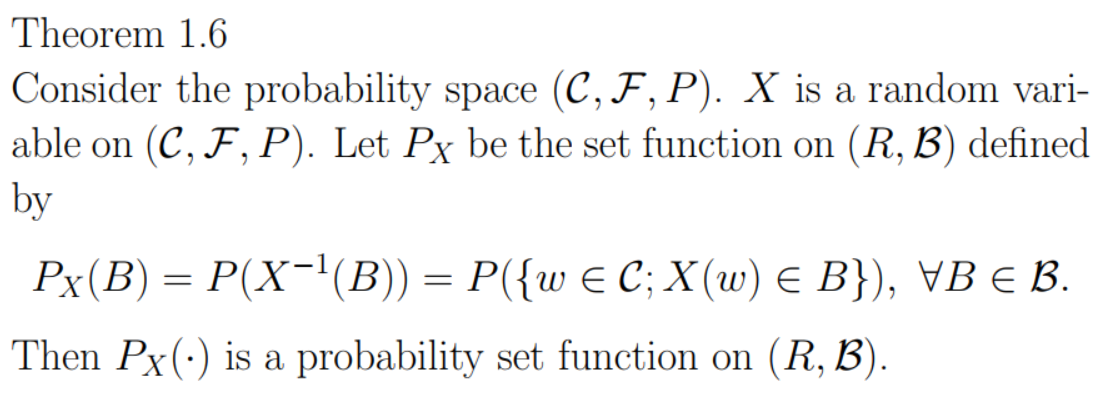 Theorem 1.6
Consider the probability space (𝒞, ℱ, P). X is a random vari-
able on (𝒞, ℱ, P). Let P_X be the set function on (R, ℬ) defined
by
P_X(B) = P(X⁻¹(B)) = P({w ∈ 𝒞; X(w) ∈ B}), ∀B ∈ ℬ.
Then P_X(·) is a probability set function on (R, ℬ).